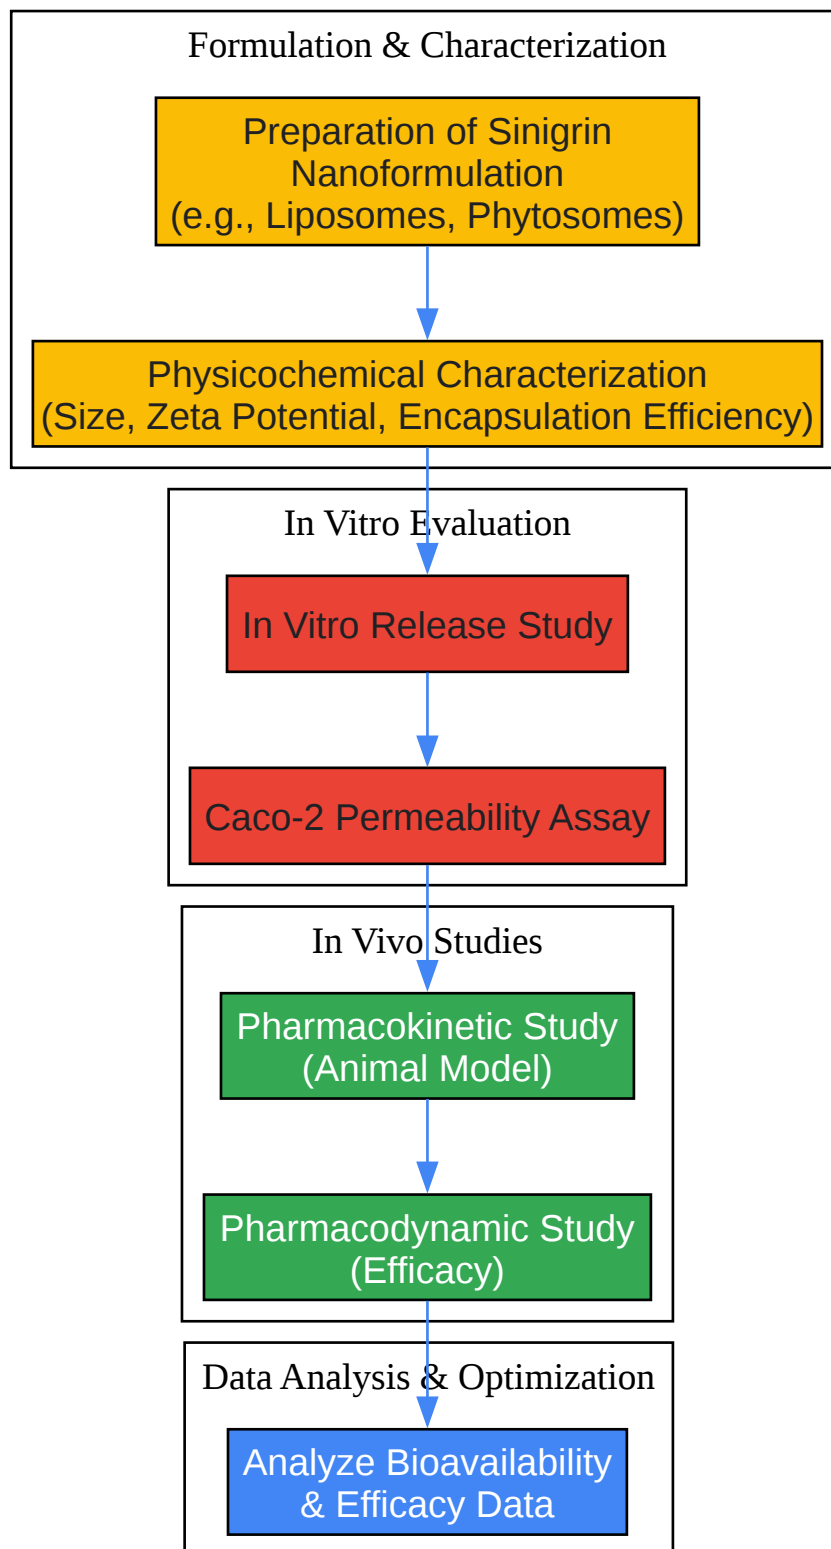 Formulation & Characterization
Preparation of Sinigrin
Nanoformulation
(e.g., Liposomes, Phytosomes)
Physicochemical Characterization
(Size, Zeta Potential, Encapsulation Efficiency)
In Vitro Evaluation
In Vitro Release Study
Caco-2 Permeability Assay
In Vivo Studies
Pharmacokinetic Study
(Animal Model)
Pharmacodynamic Study
(Efficacy)
Data Analysis & Optimization
Analyze Bioavailability
& Efficacy Data